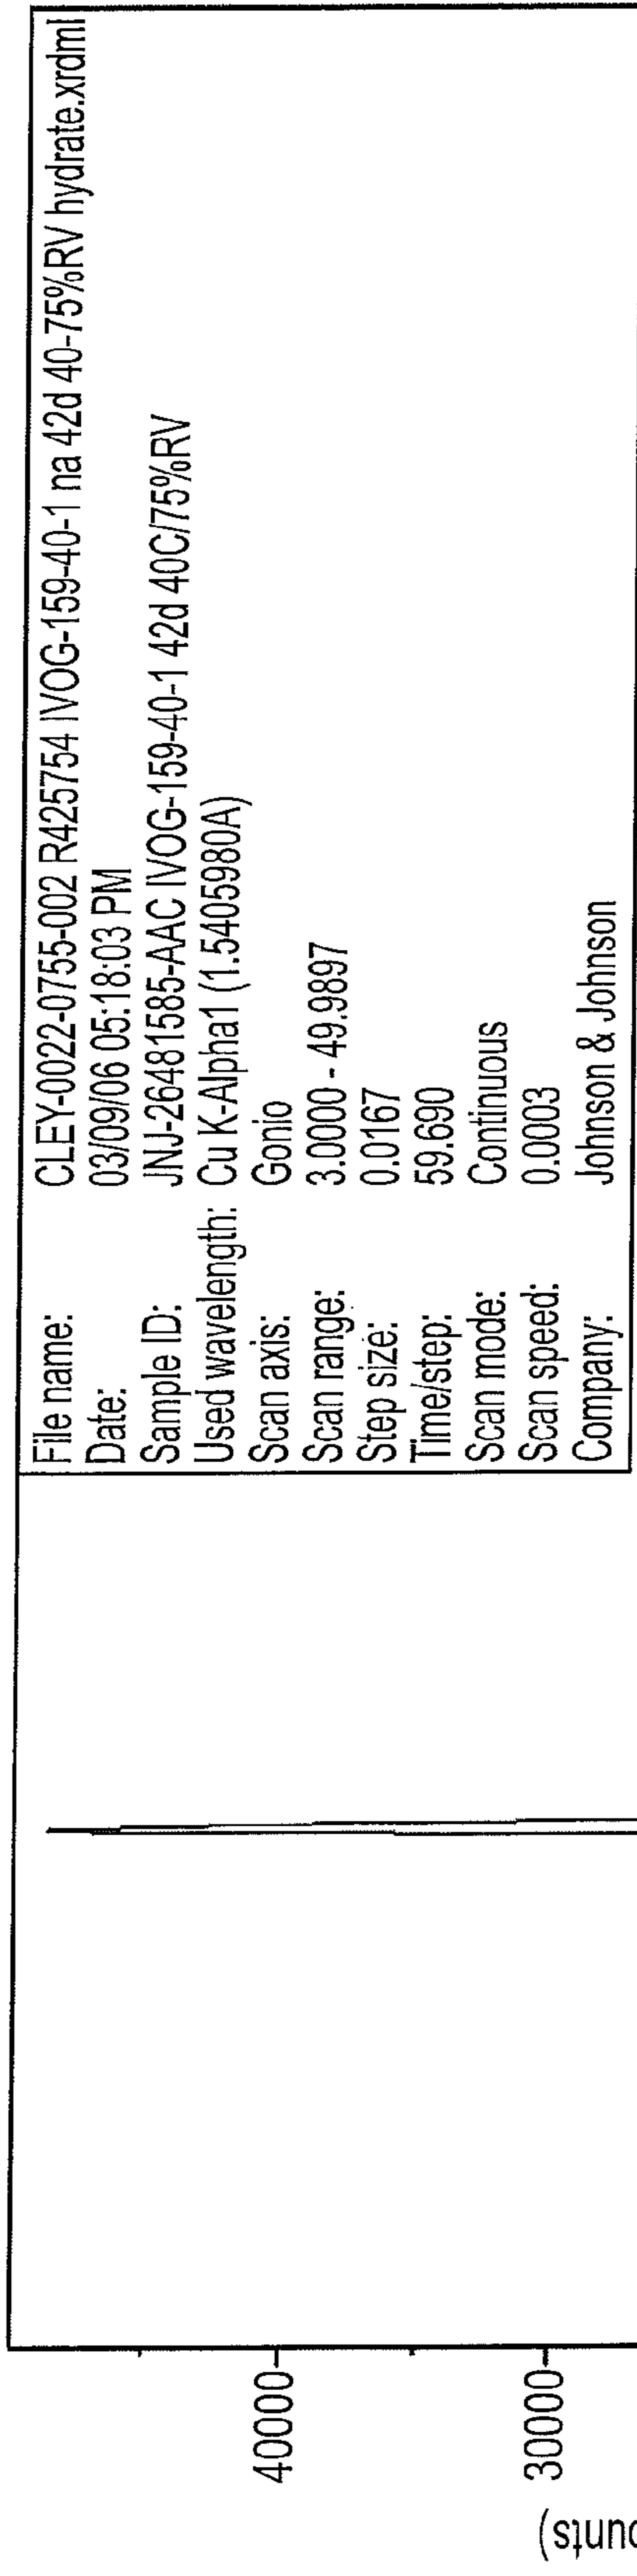 File name: CLEY-0022-0755-002 R425754 IVOG-159-40-1 na 42d 40-75%RV hydrate.xrdml
Date: 03/09/06 05:18:03 PM
Sample ID: JNJ-26481585-AAC IVOG-159-40-1 42d 40C/75%RV
Used wavelength: Cu K-Alpha1 (1.5405980A)
Scan axis: Gonio
Scan range: 3.0000 - 49.9897
Step size: 0.0167
Time/step: 59.690
Scan mode: Continuous
Scan speed: 0.0003
Company: Johnson & Johnson
40000
30000